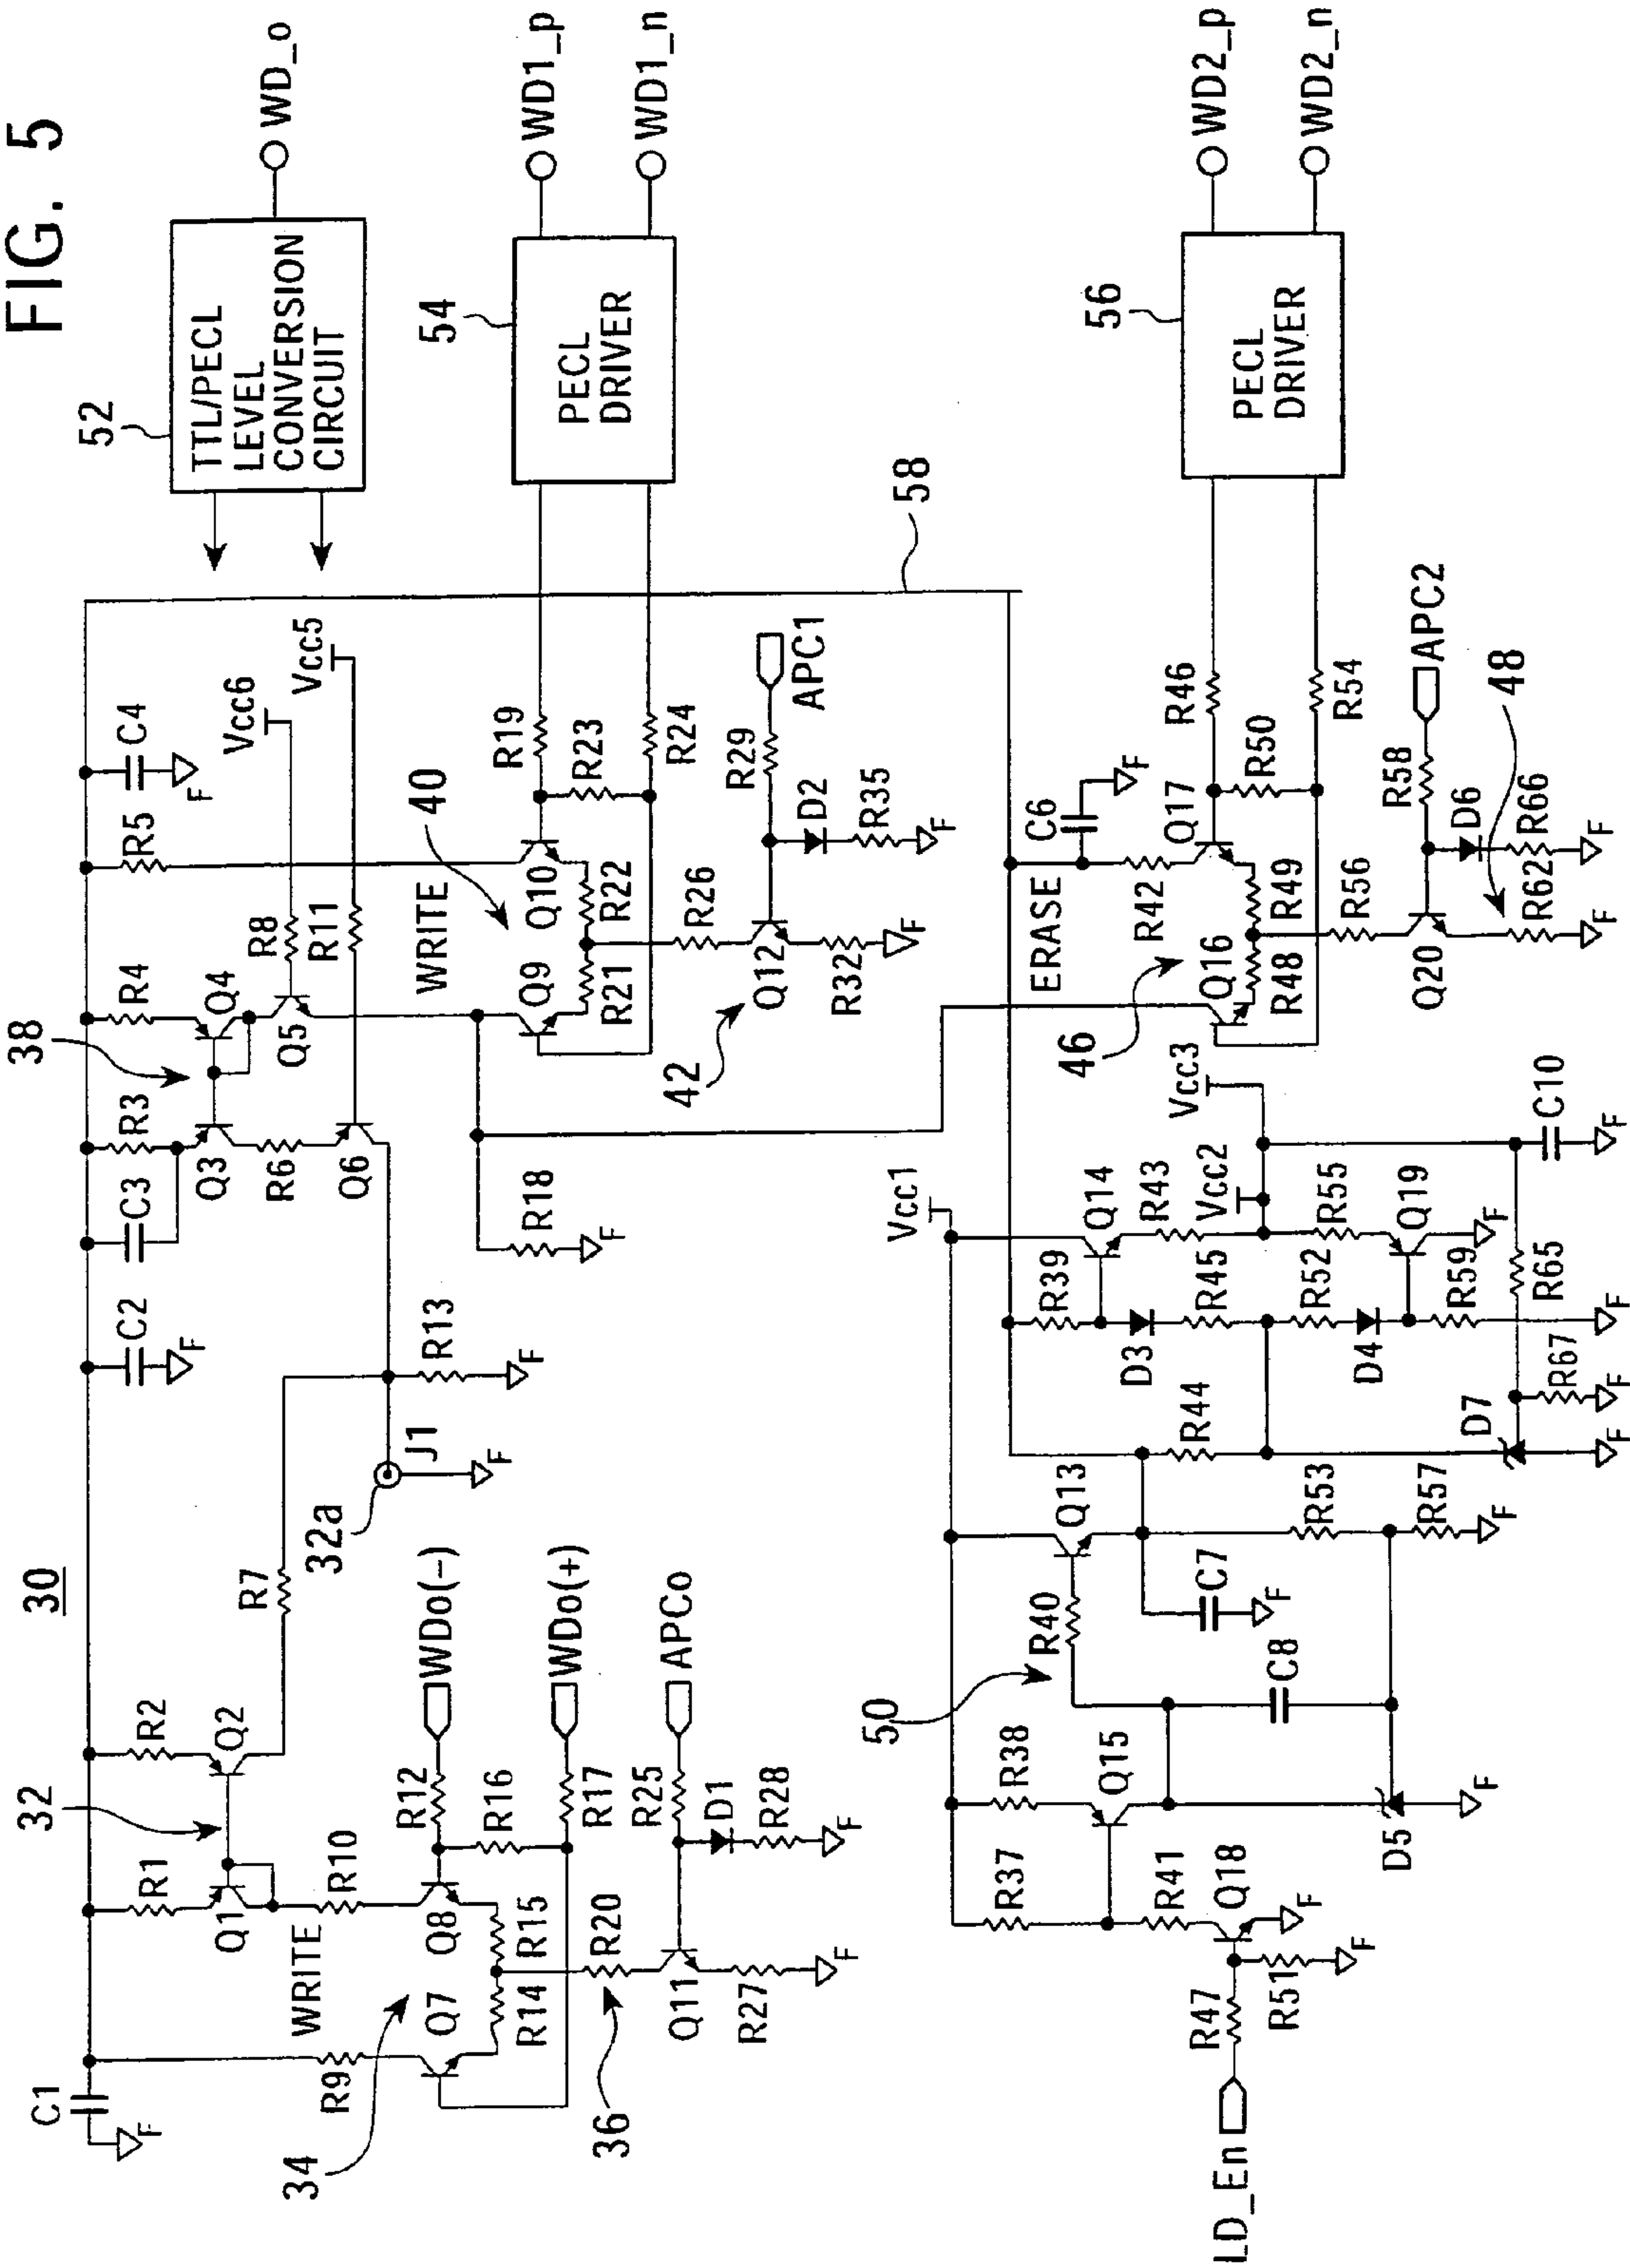 FIG. 5
30
C1
F
R1
32
R2
Q1
Q2
R10
WRITE
R9
34
Q7
Q8
R12
WDo(-)
R16
R14
R15
R17
WDo(+)
36
R20
R25
APCo
Q11
D1
R27
R28
F
F
R7
C2
F
32a
J1
F
R13
F
C3
R3
38
R4
Q3
Q4
R6
Q5
Q6
R8
R11
R5
C4
F
Vcc6
Vcc5
R18
F
WRITE
40
Q9
Q10
R21
R22
R19
R23
R24
42
Q12
R26
R29
APC1
D2
R32
R35
F
F
52
TTL/PECL
LEVEL
CONVERSION
CIRCUIT
WD_o
54
PECL
DRIVER
WD1_p
WD1_n
58
LD_En
R47
R51
F
Q18
F
R37
R41
R38
Q15
50
R40
Q13
C8
D5
F
C7
F
R53
R57
F
Vcc1
R44
D7
F
R39
D3
R45
R52
D4
R59
F
R67
F
R65
Q14
R43
Vcc2
Vcc3
R55
Q19
F
C10
F
ERASE
46
C6
F
R42
Q16
Q17
R48
R49
R46
R50
R54
R56
Q20
R58
APC2
D6
48
R62
R66
F
F
56
PECL
DRIVER
WD2_p
WD2_n